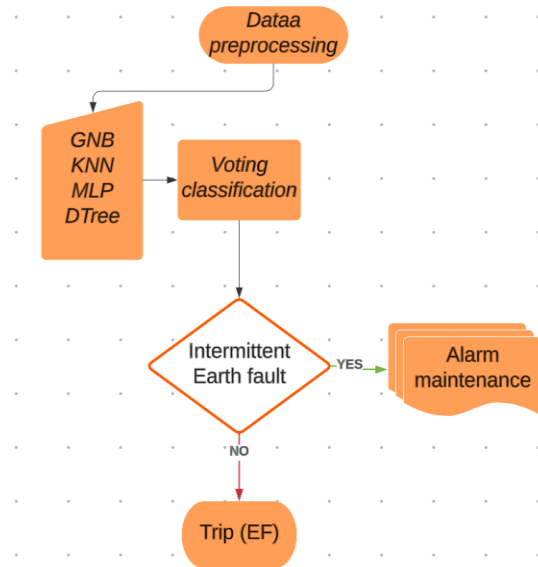 Dataa
preprocessing
GNB
KNN
MLP
DTree
Voting
classification
Intermittent
Earth fault
YES
Alarm
maintenance
NO
Trip (EF)